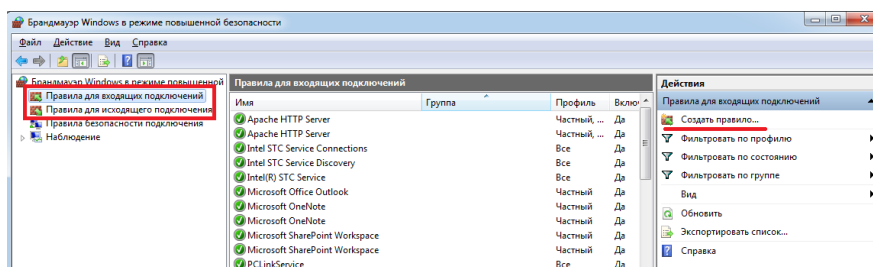 Брандмауэр Windows в режиме повышенной безопасности
Файл Действие Вид Справка
Брандмауэр Windows в режиме повышенной
Правила для входящих подключений
Правила для исходящего подключения
Правила безопасности подключения
Наблюдение
Правила для входящих подключений
Имя Группа Профиль Включ
Apache HTTP Server Частный, ... Да
Apache HTTP Server Частный, ... Да
Intel STC Service Connections Все Да
Intel STC Service Discovery Все Да
Intel(R) STC Service Все Да
Microsoft Office Outlook Частный Да
Microsoft OneNote Частный Да
Microsoft OneNote Частный Да
Microsoft SharePoint Workspace Частный Да
Microsoft SharePoint Workspace Частный Да
PCLinkService Все Да
Действия
Правила для входящих подключений
Создать правило...
Фильтровать по профилю
Фильтровать по состоянию
Фильтровать по группе
Вид
Обновить
Экспортировать список...
Справка